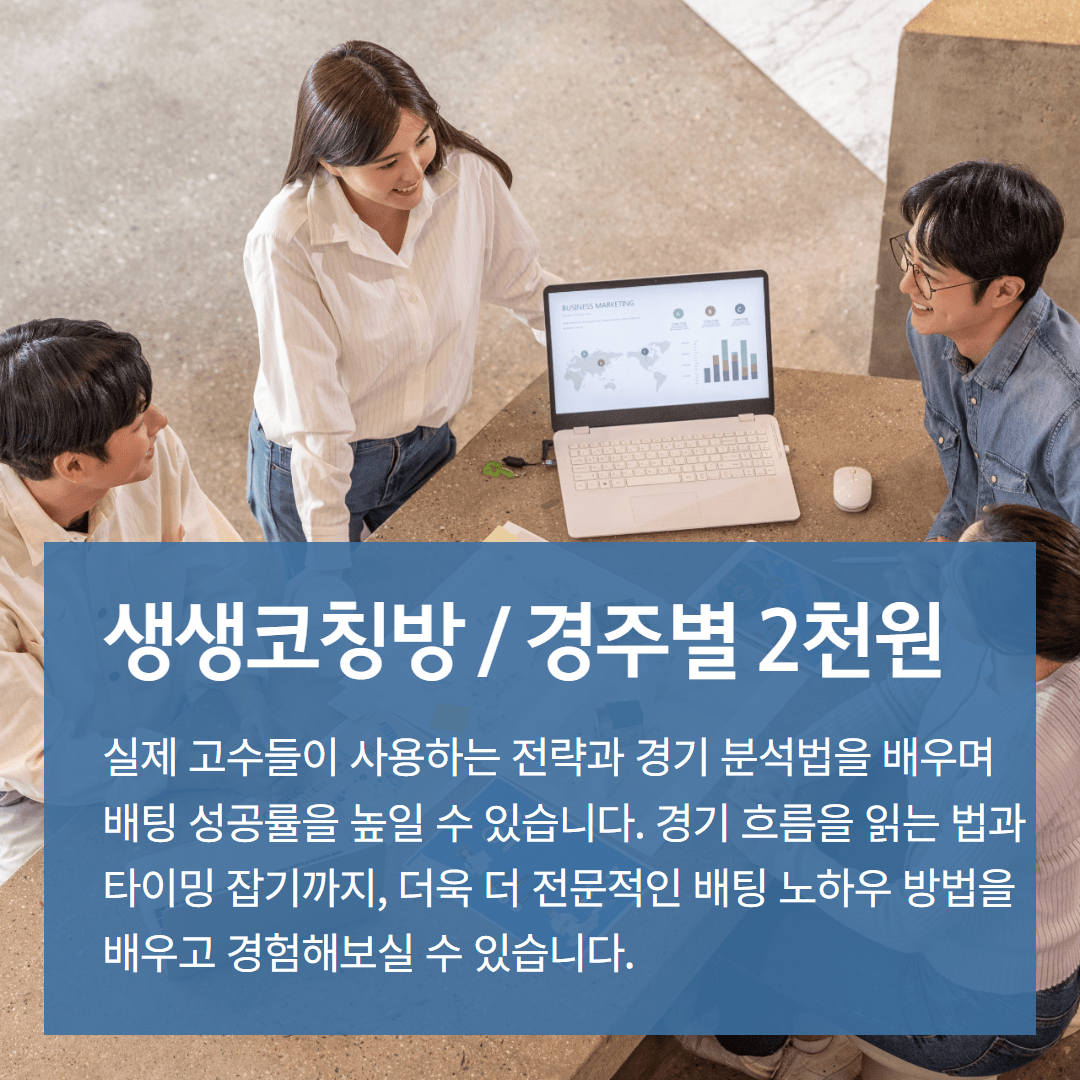 BUSINESS MARKETING
생생코칭방 / 경주별 2천원
실제 고수들이 사용하는 전략과 경기 분석법을 배우며
배팅 성공률을 높일 수 있습니다. 경기 흐름을 읽는 법과
타이밍 잡기까지, 더욱 더 전문적인 배팅 노하우 방법을
배우고 경험해보실 수 있습니다.